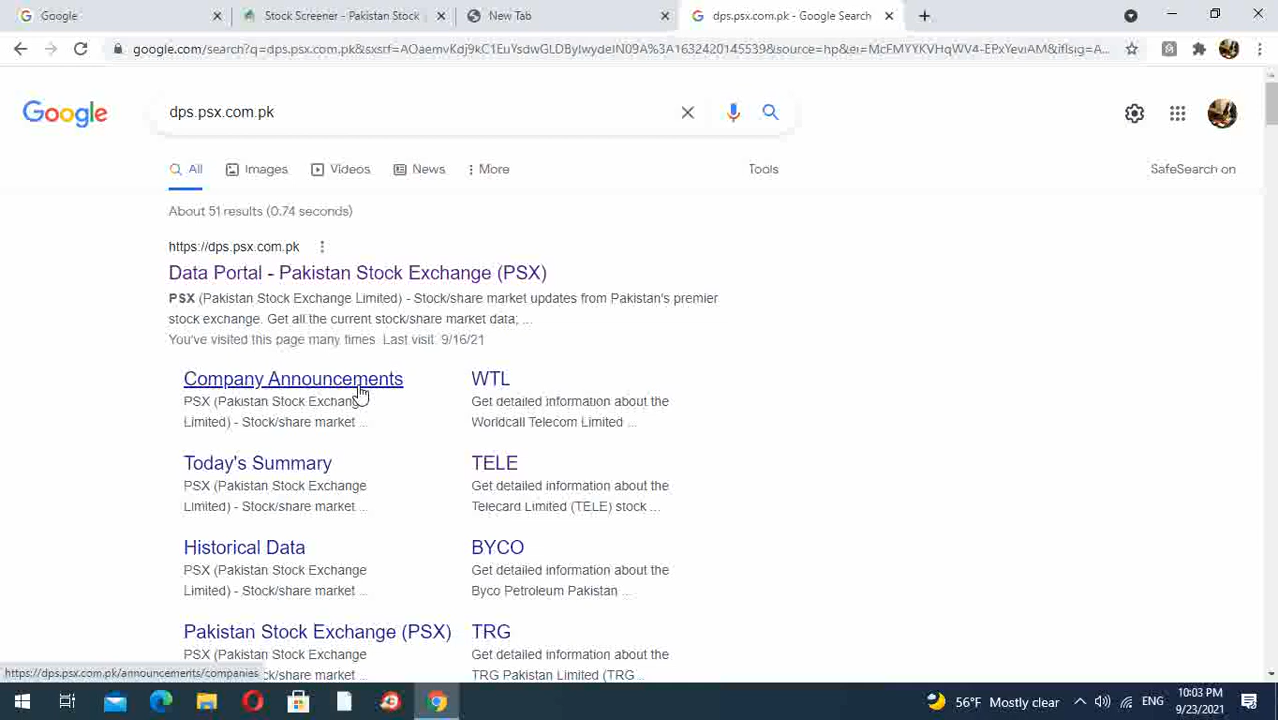 Google
Stock Screener - Pakistan Stock
New Tab
dps.psx.com.pk - Google Search
google.com/search?q=dps.psx.com.pk&sxsrf=
Google
dps.psx.com.pk
All
Images
Videos
News
More
Tools
SafeSearch on
About 51 results (0.74 seconds)
https://dps.psx.com.pk
Data Portal - Pakistan Stock Exchange (PSX)
PSX (Pakistan Stock Exchange Limited) - Stock/share market updates from Pakistan's premier
stock exchange. Get all the current stock/share market data; ...
You've visited this page many times. Last visit: 9/16/21
Company Announcements
PSX (Pakistan Stock Exchange
Limited) - Stock/share market ...
WTL
Get detailed information about the
Worldcall Telecom Limited ...
Today's Summary
PSX (Pakistan Stock Exchange
Limited) - Stock/share market ...
TELE
Get detailed information about the
Telecard Limited (TELE) stock ...
Historical Data
PSX (Pakistan Stock Exchange
Limited) - Stock/share market ...
BYCO
Get detailed information about the
Byco Petroleum Pakistan ...
Pakistan Stock Exchange (PSX)
PSX (Pakistan Stock Exchange
ck/share market ...
TRG
Get detailed information about the
TRG Pakistan Limited (TRG ...
https://dps.psx.com.pk/announcements/companies
56°F Mostly clear
ENG
10:03 PM
9/23/2021